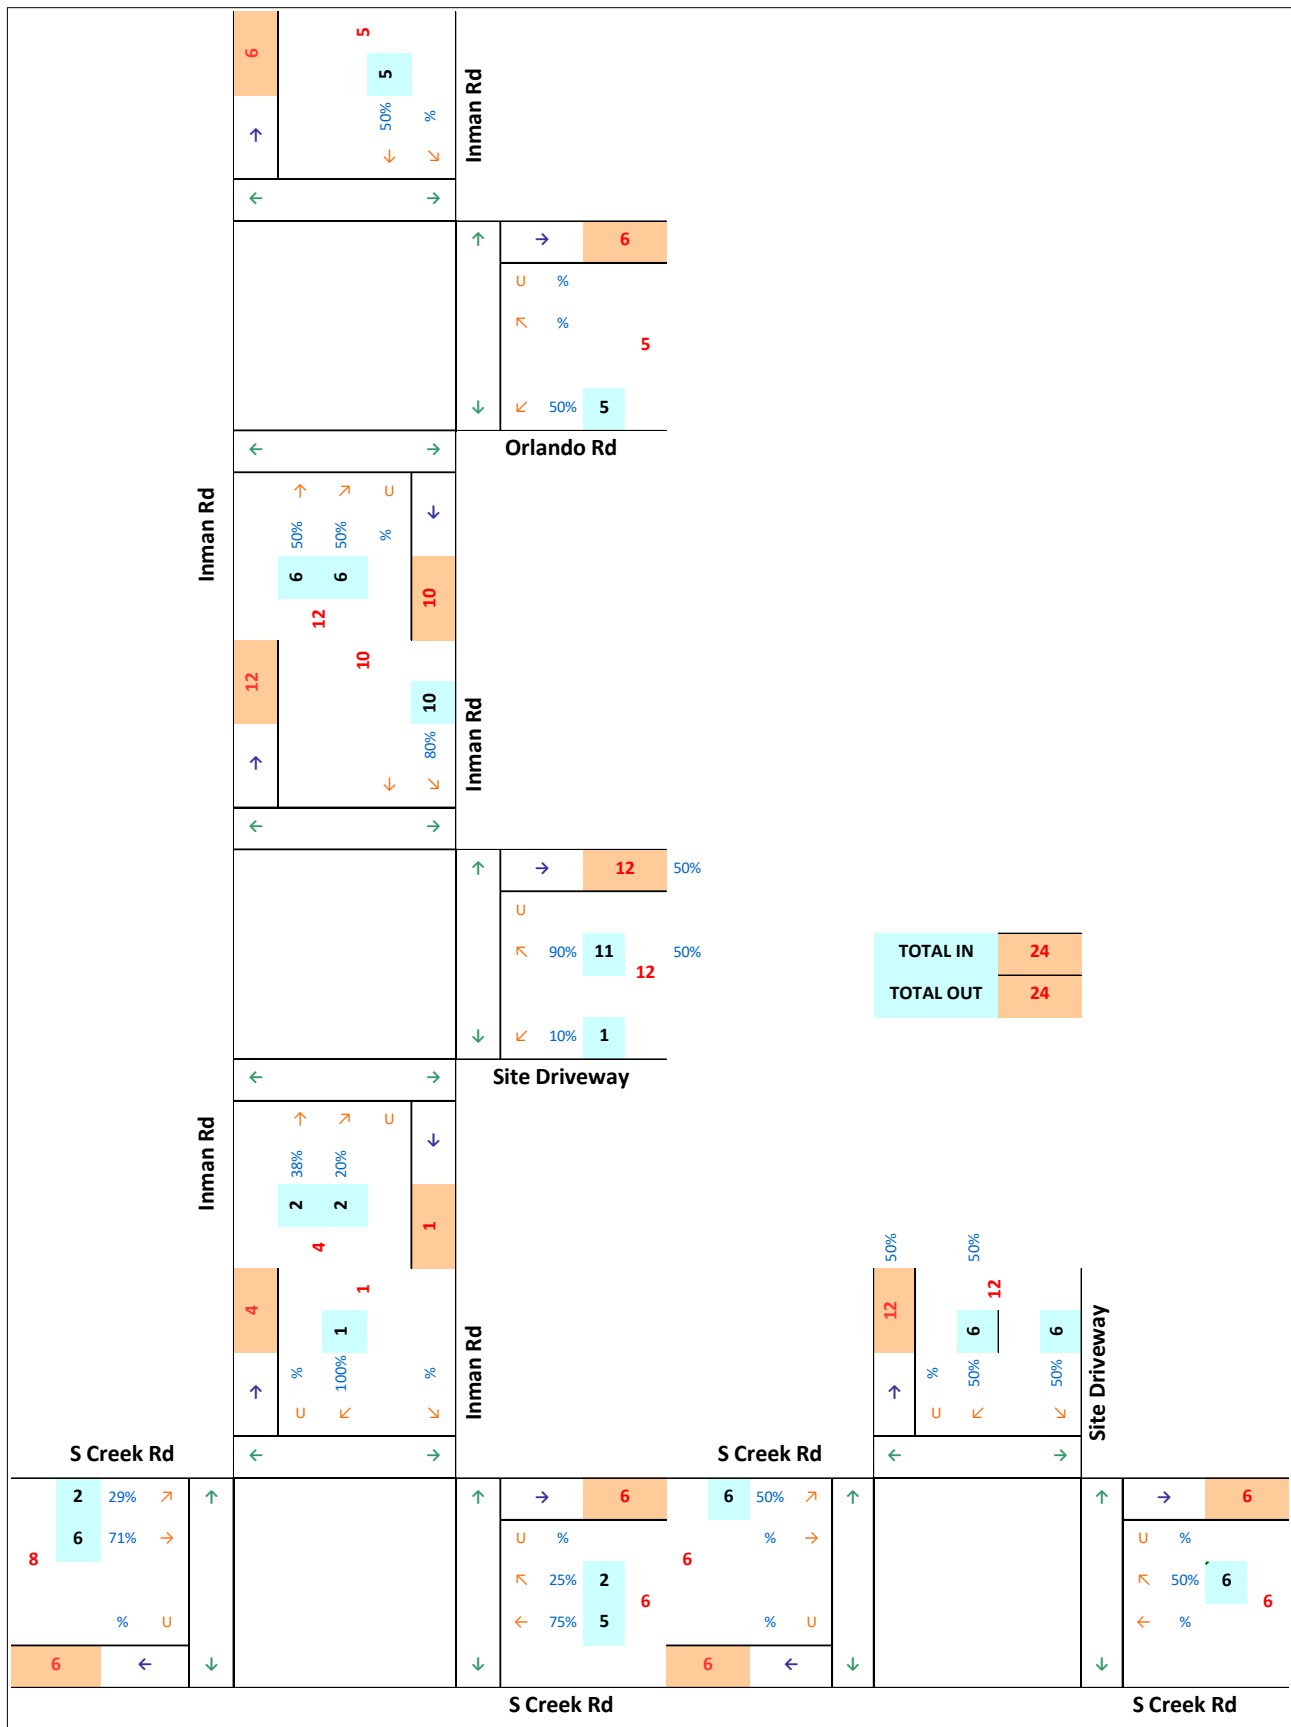 6
5
5
50%
%
↑
← ↘
Inman Rd
← →
↑ → 6
U %
↖ %
5
↓ ↙ 50% 5
← →
Orlando Rd
Inman Rd
↑ ↗ U
↓
50% 50% %
6 6
10
12
10
12
10
80%
↑
↓ ↘
Inman Rd
← →
↑ → 12 50%
U
↖ 90% 11 50%
12
↓ ↙ 10% 1
TOTAL IN 24
TOTAL OUT 24
← →
Site Driveway
Inman Rd
↑ ↗ U
↓
38% 20%
2 2
1
4
1
4
1
% 100% %
↑
U ↙ ↘
Inman Rd
50% 50%
12
12
6 6
% 50% 50%
↑
U ↙ ↘
Site Driveway
S Creek Rd
← →
S Creek Rd
← →
2 29% ↗ ↑
6 71% →
8
% U
6 ← ↓
↑ → 6
U %
↖ 25% 2
6
← 75% 5
↓
6 50% ↗ ↑
% →
6
% U
6 ← ↓
↑ → 6
U %
↖ 50% 6
6
← %
↓
S Creek Rd
S Creek Rd